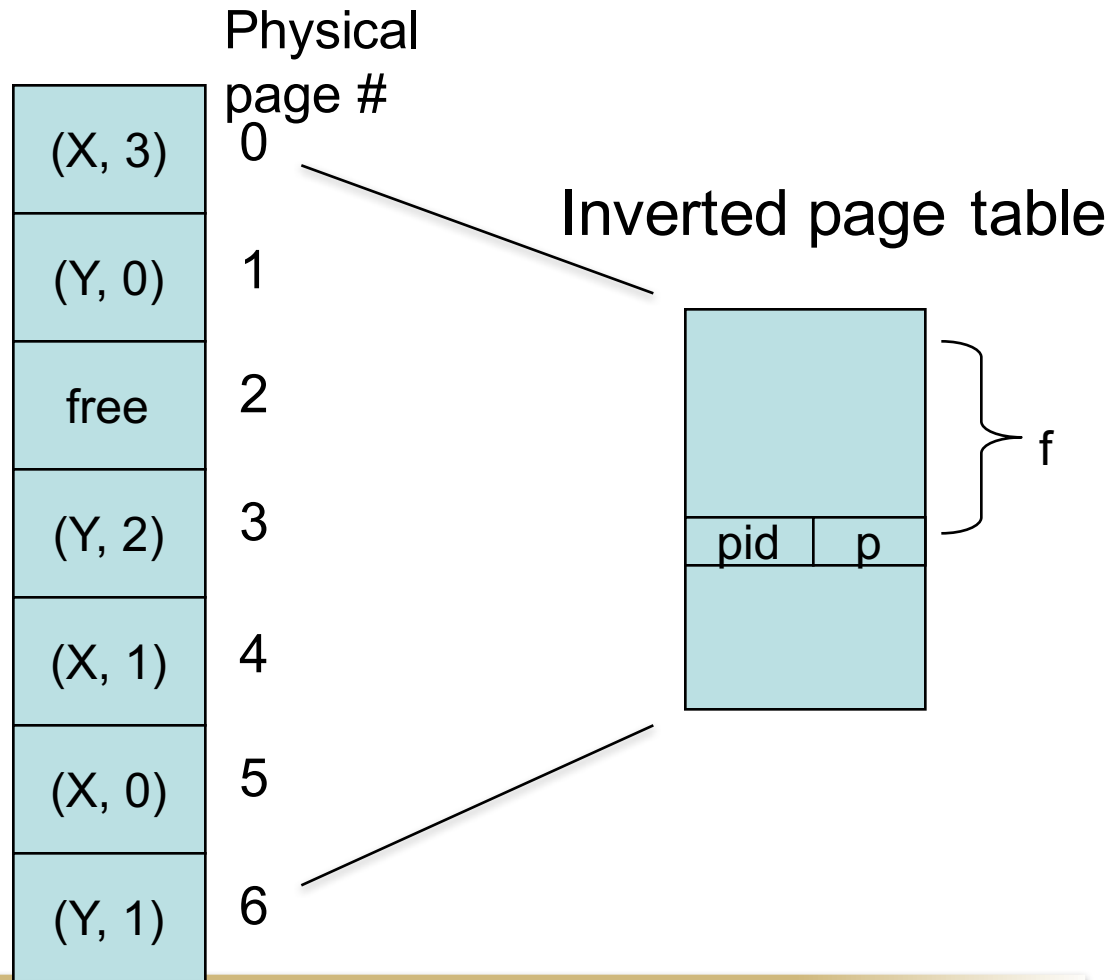 Physical
page #
(X, 3) 0
Inverted page table
(Y, 0) 1
free 2
f
(Y, 2) 3
pid p
(X, 1) 4
(X, 0) 5
(Y, 1) 6